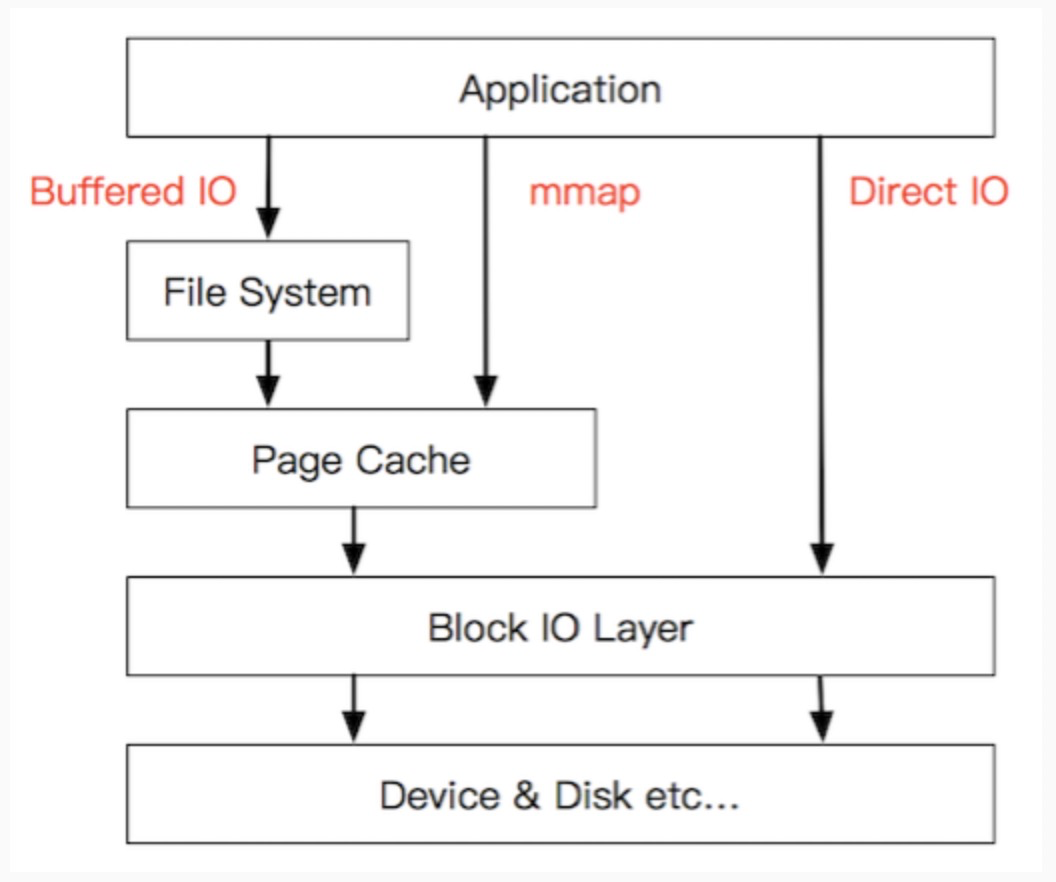 Application
Buffered IO
mmap
Direct IO
File System
Page Cache
Block IO Layer
Device & Disk etc...